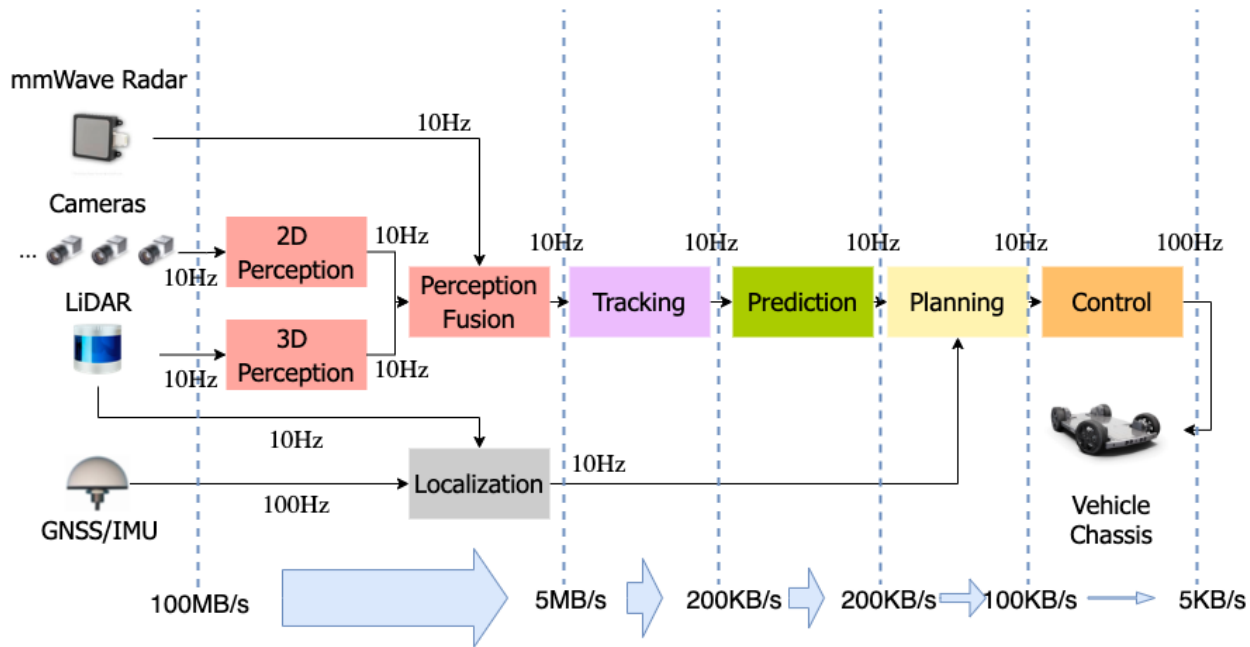 mmWave Radar
10Hz
Cameras
...
10Hz
2D
Perception
10Hz
LiDAR
10Hz
3D
Perception
10Hz
Perception
Fusion
10Hz
Tracking
10Hz
Prediction
10Hz
Planning
10Hz
Control
100Hz
10Hz
GNSS/IMU
100Hz
Localization
10Hz
Vehicle
Chassis
100MB/s
5MB/s
200KB/s
200KB/s
100KB/s
5KB/s